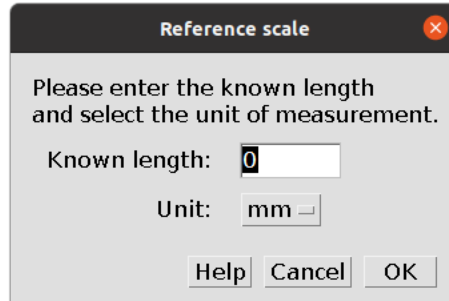 Reference scale
Please enter the known length
and select the unit of measurement.
Known length: 0
Unit: mm
Help Cancel OK